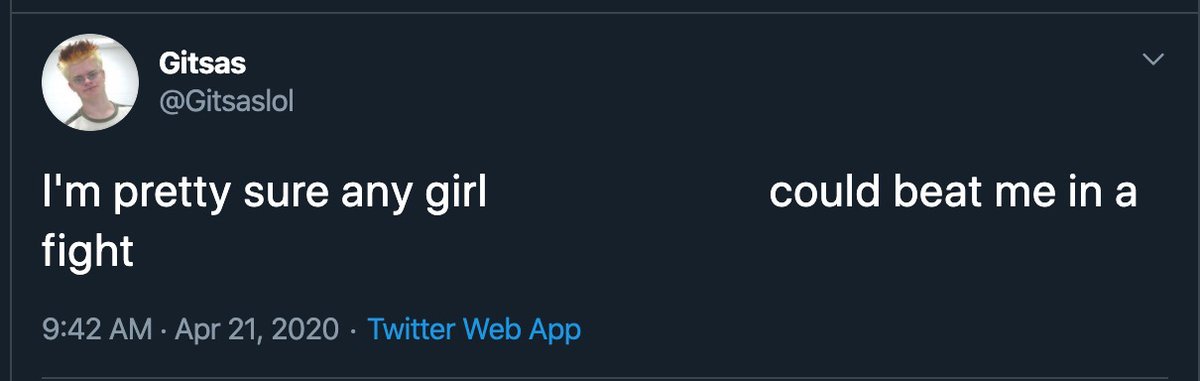 Gitsas
@Gitsaslol
I'm pretty sure any girl could beat me in a
fight
9:42 AM · Apr 21, 2020 · Twitter Web App